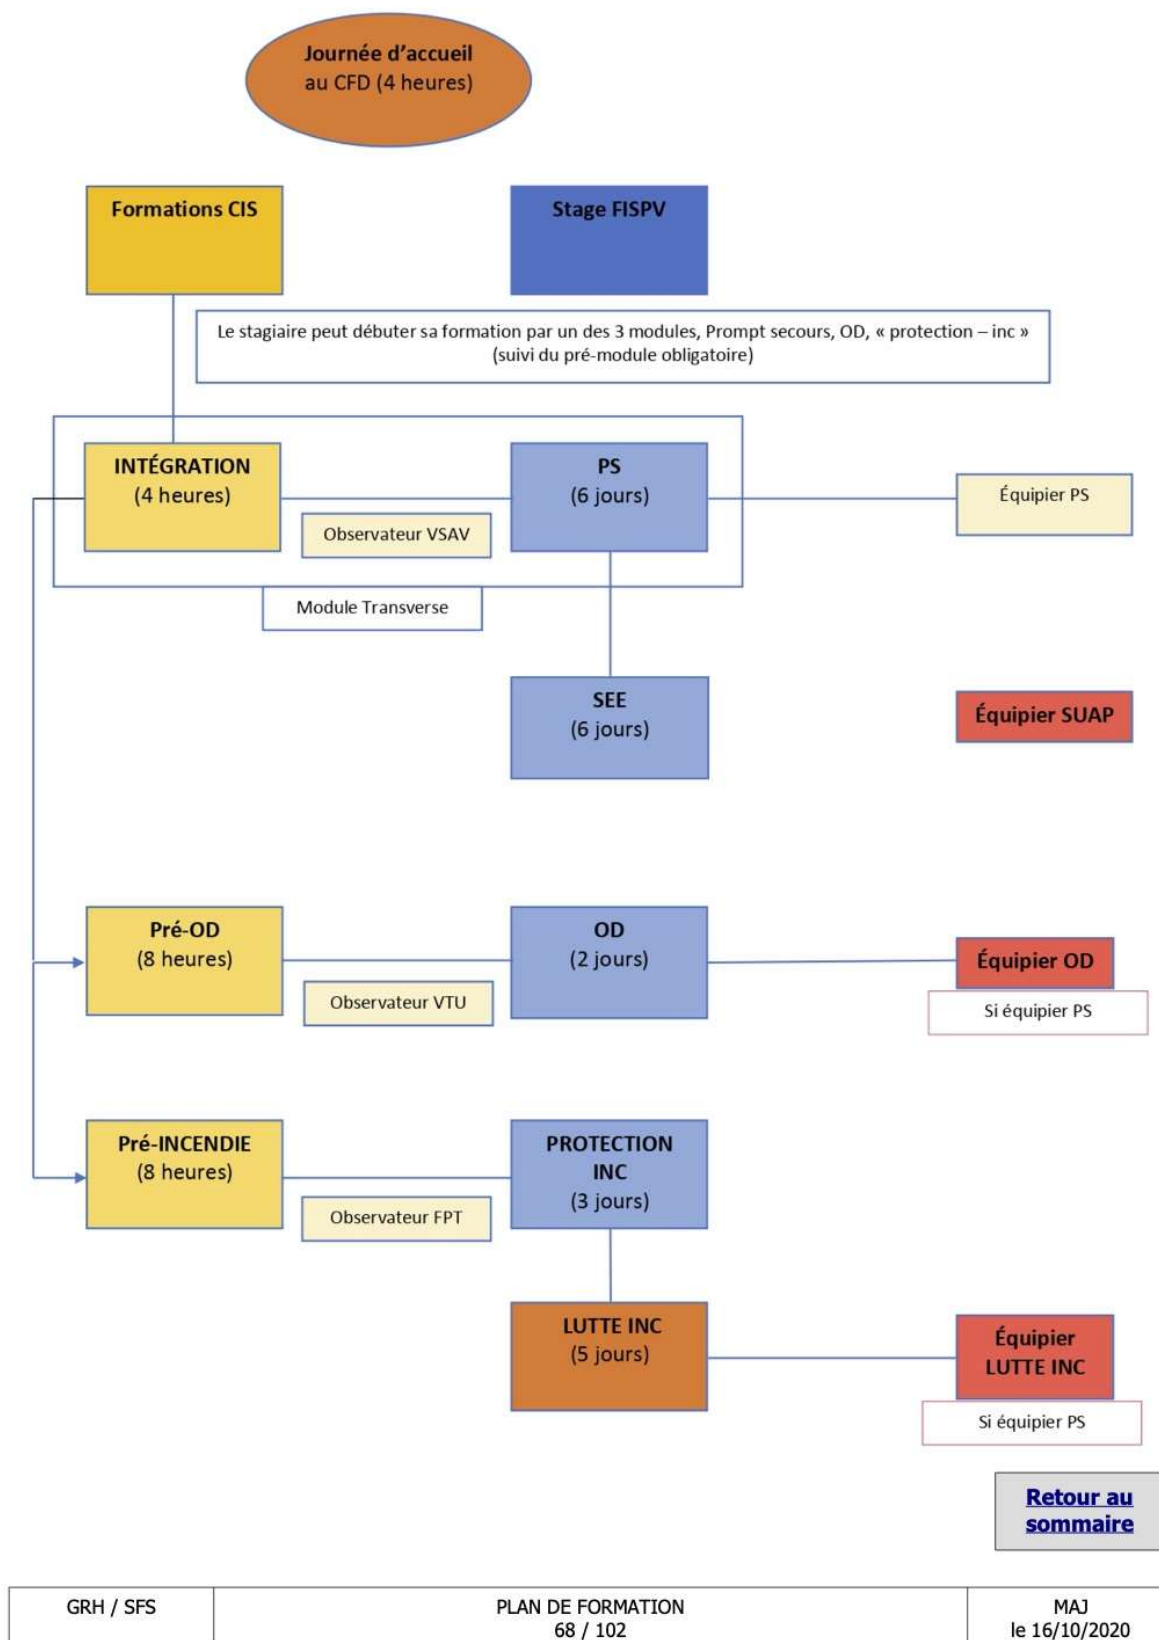 Journée d'accueil
au CFD (4 heures)
Formations CIS
Stage FISPV
Le stagiaire peut débuter sa formation par un des 3 modules, Prompt secours, OD, « protection – inc »
(suivi du pré-module obligatoire)
INTÉGRATION
(4 heures)
PS
(6 jours)
Équipier PS
Observateur VSAV
Module Transverse
SEE
(6 jours)
Équipier SUAP
Pré-OD
(8 heures)
OD
(2 jours)
Équipier OD
Si équipier PS
Observateur VTU
Pré-INCENDIE
(8 heures)
PROTECTION
INC
(3 jours)
Observateur FPT
LUTTE INC
(5 jours)
Équipier
LUTTE INC
Si équipier PS
Retour au
sommaire
GRH / SFS
PLAN DE FORMATION
68 / 102
MAJ
le 16/10/2020